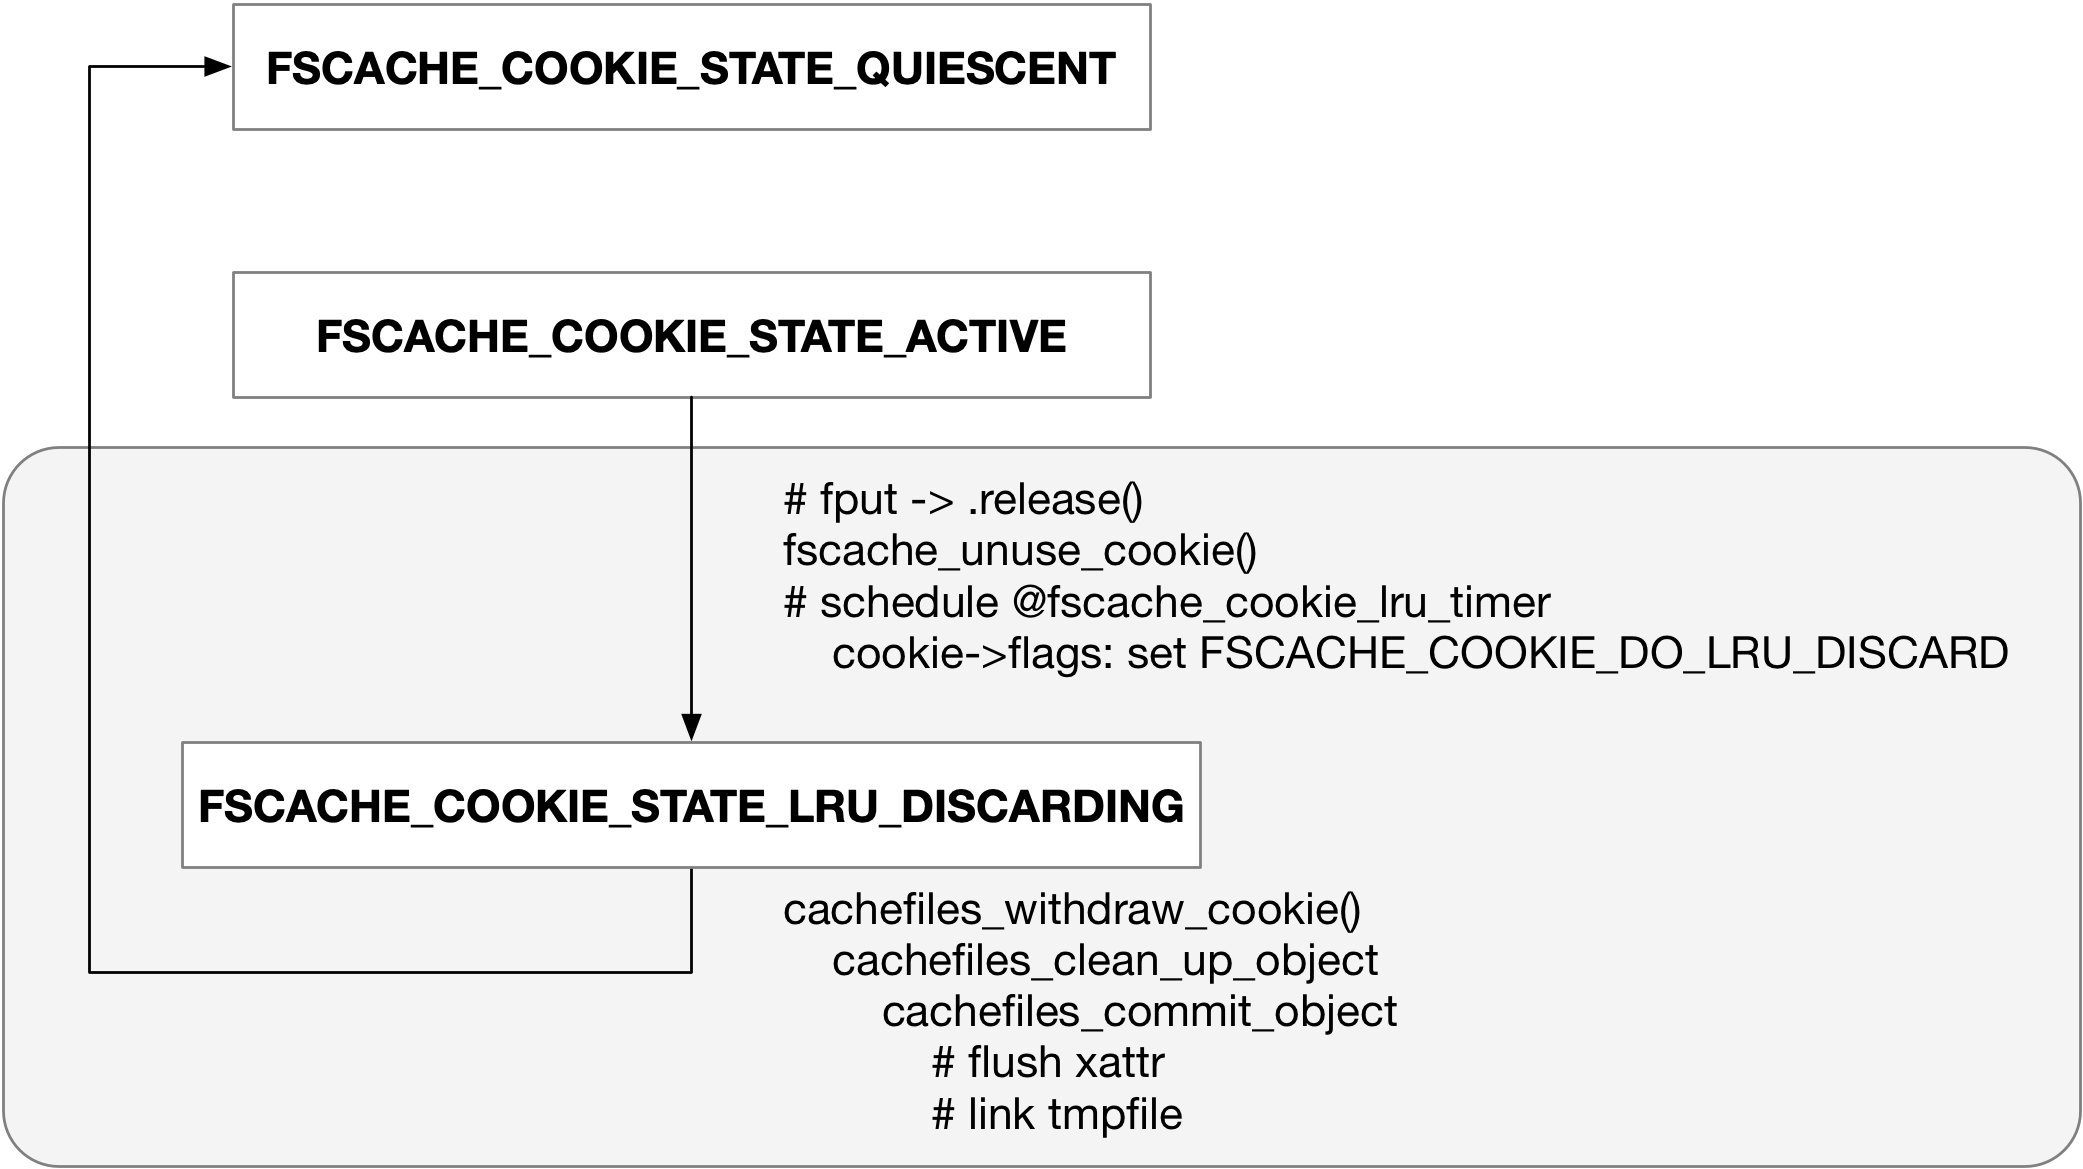 FSCACHE_COOKIE_STATE_QUIESCENT
FSCACHE_COOKIE_STATE_ACTIVE
# fput -> .release()
fscache_unuse_cookie()
# schedule @fscache_cookie_lru_timer
cookie->flags: set FSCACHE_COOKIE_DO_LRU_DISCARD
FSCACHE_COOKIE_STATE_LRU_DISCARDING
cachefiles_withdraw_cookie()
cachefiles_clean_up_object
cachefiles_commit_object
# flush xattr
# link tmpfile